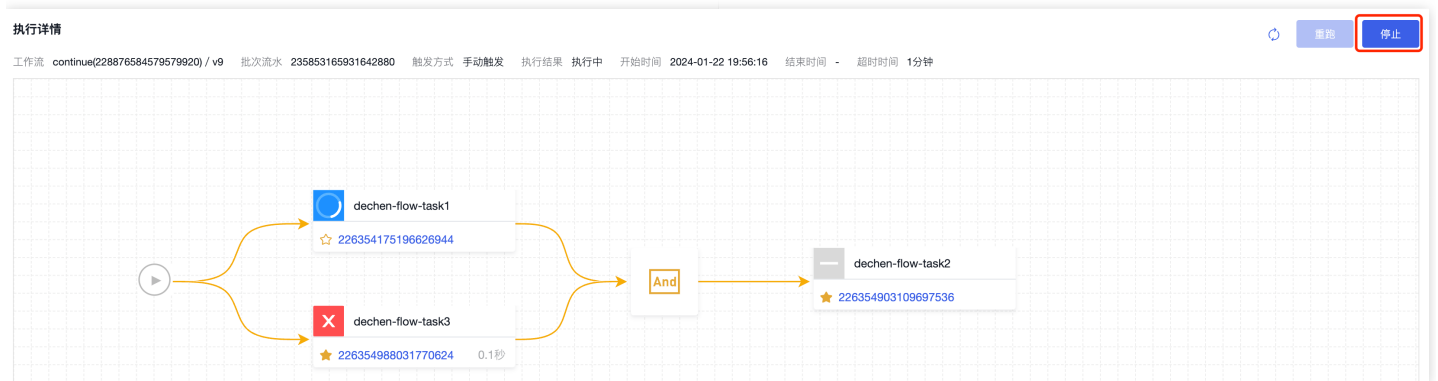 执行详情
重跑
停止
工作流 continue(228876584579579920) / v9 批次流水 235853165931642880 触发方式 手动触发 执行结果 执行中 开始时间 2024-01-22 19:56:16 结束时间 - 超时时间 1分钟
dechen-flow-task1
226354175196626944
And
dechen-flow-task2
226354903109697536
dechen-flow-task3
226354988031770624 0.1秒